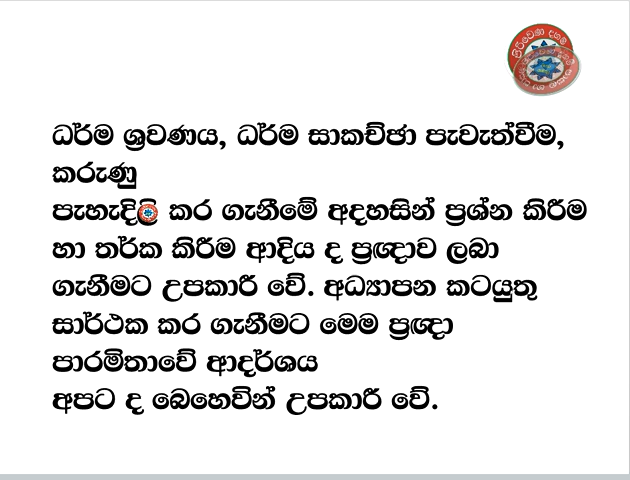 ධර්ම ශ්‍රවණය, ධර්ම සාකච්ඡා පැවැත්වීම,
කරුණු
පැහැදිලි කර ගැනීමේ අදහසින් ප්‍රශ්න කිරීම
හා තර්ක කිරීම ආදිය ද ප්‍රඥාව ලබා
ගැනීමට උපකාරී වේ. අධ්‍යාපන කටයුතු
සාර්ථක කර ගැනීමට මෙම ප්‍රඥා
පාරමිතාවේ ආදර්ශය
අපට ද බෙහෙවින් උපකාරී වේ.